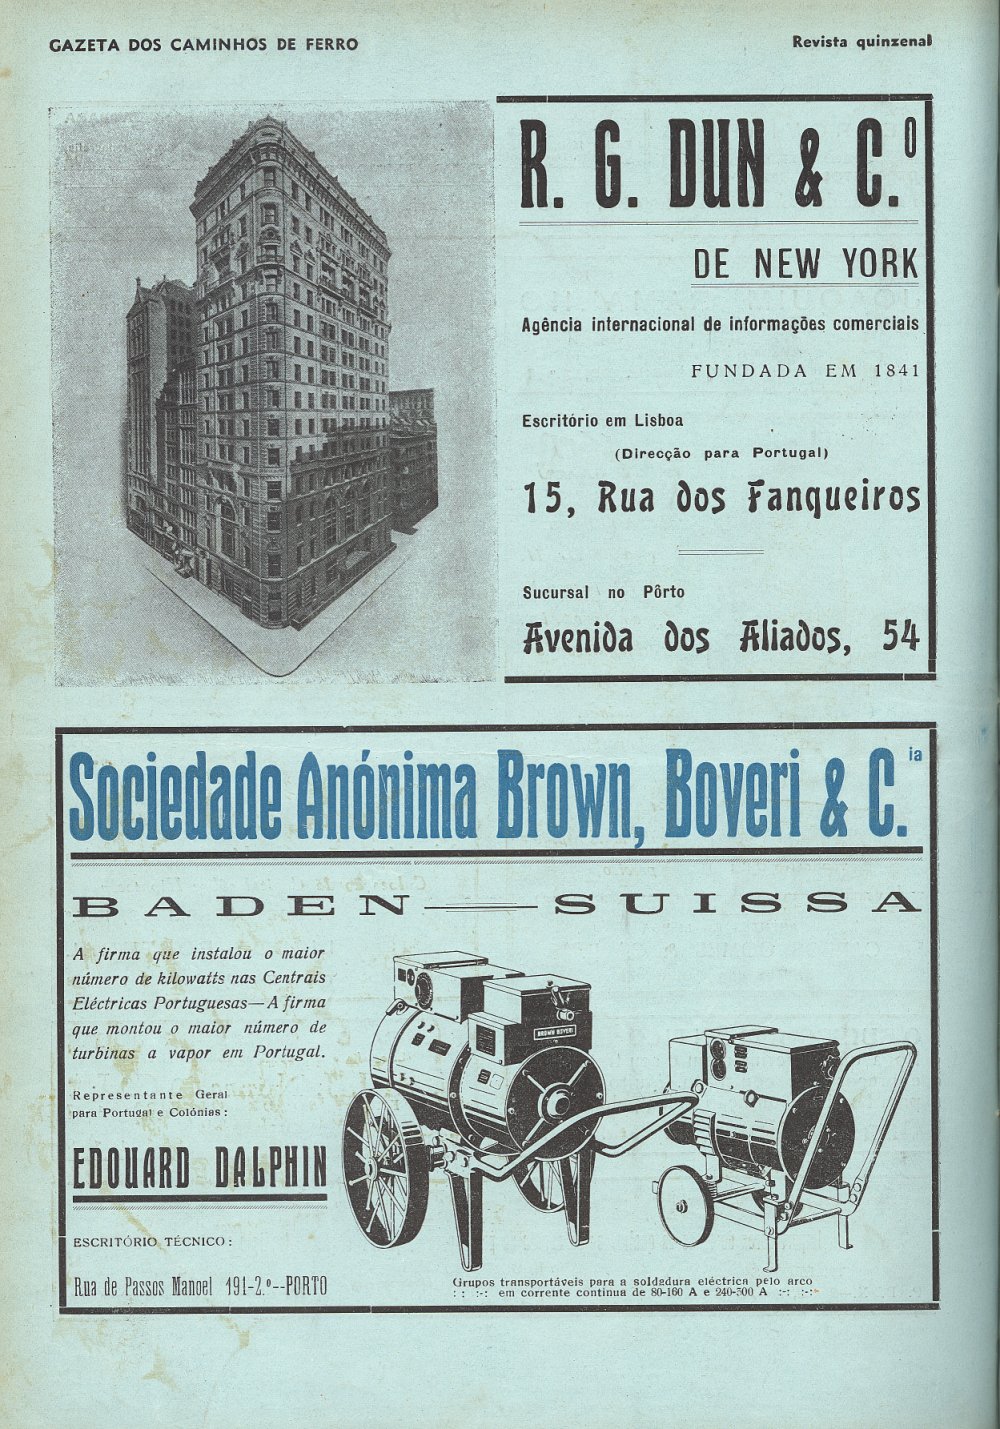 GAZETA DOS CAMINHOS DE FERRO
Revista quinzenal
R. G. DUN & C.º
DE NEW YORK
Agência internacional de informações comerciais
FUNDADA EM 1841
Escritório em Lisboa
(Direcção para Portugal)
15, Rua dos Fanqueiros
Sucursal no Pôrto
Avenida dos Aliados, 54
Sociedade Anónima Brown, Boveri & C.ia
BADEN—SUISSA
A firma que instalou o maior
número de kilowatts nas Centrais
Eléctricas Portuguesas—A firma
que montou o maior número de
turbinas a vapor em Portugal.
Representante Geral
para Portugal e Colónias:
EDOUARD DALPHIN
ESCRITÓRIO TÉCNICO:
Rua de Passos Manoel 191-2.º--PORTO
BROWN BOVERI
Grupos transportáveis para a soldadura eléctrica pelo arco
: : :-: em corrente continua de 80-160 A e 240-500 A :-: :-: